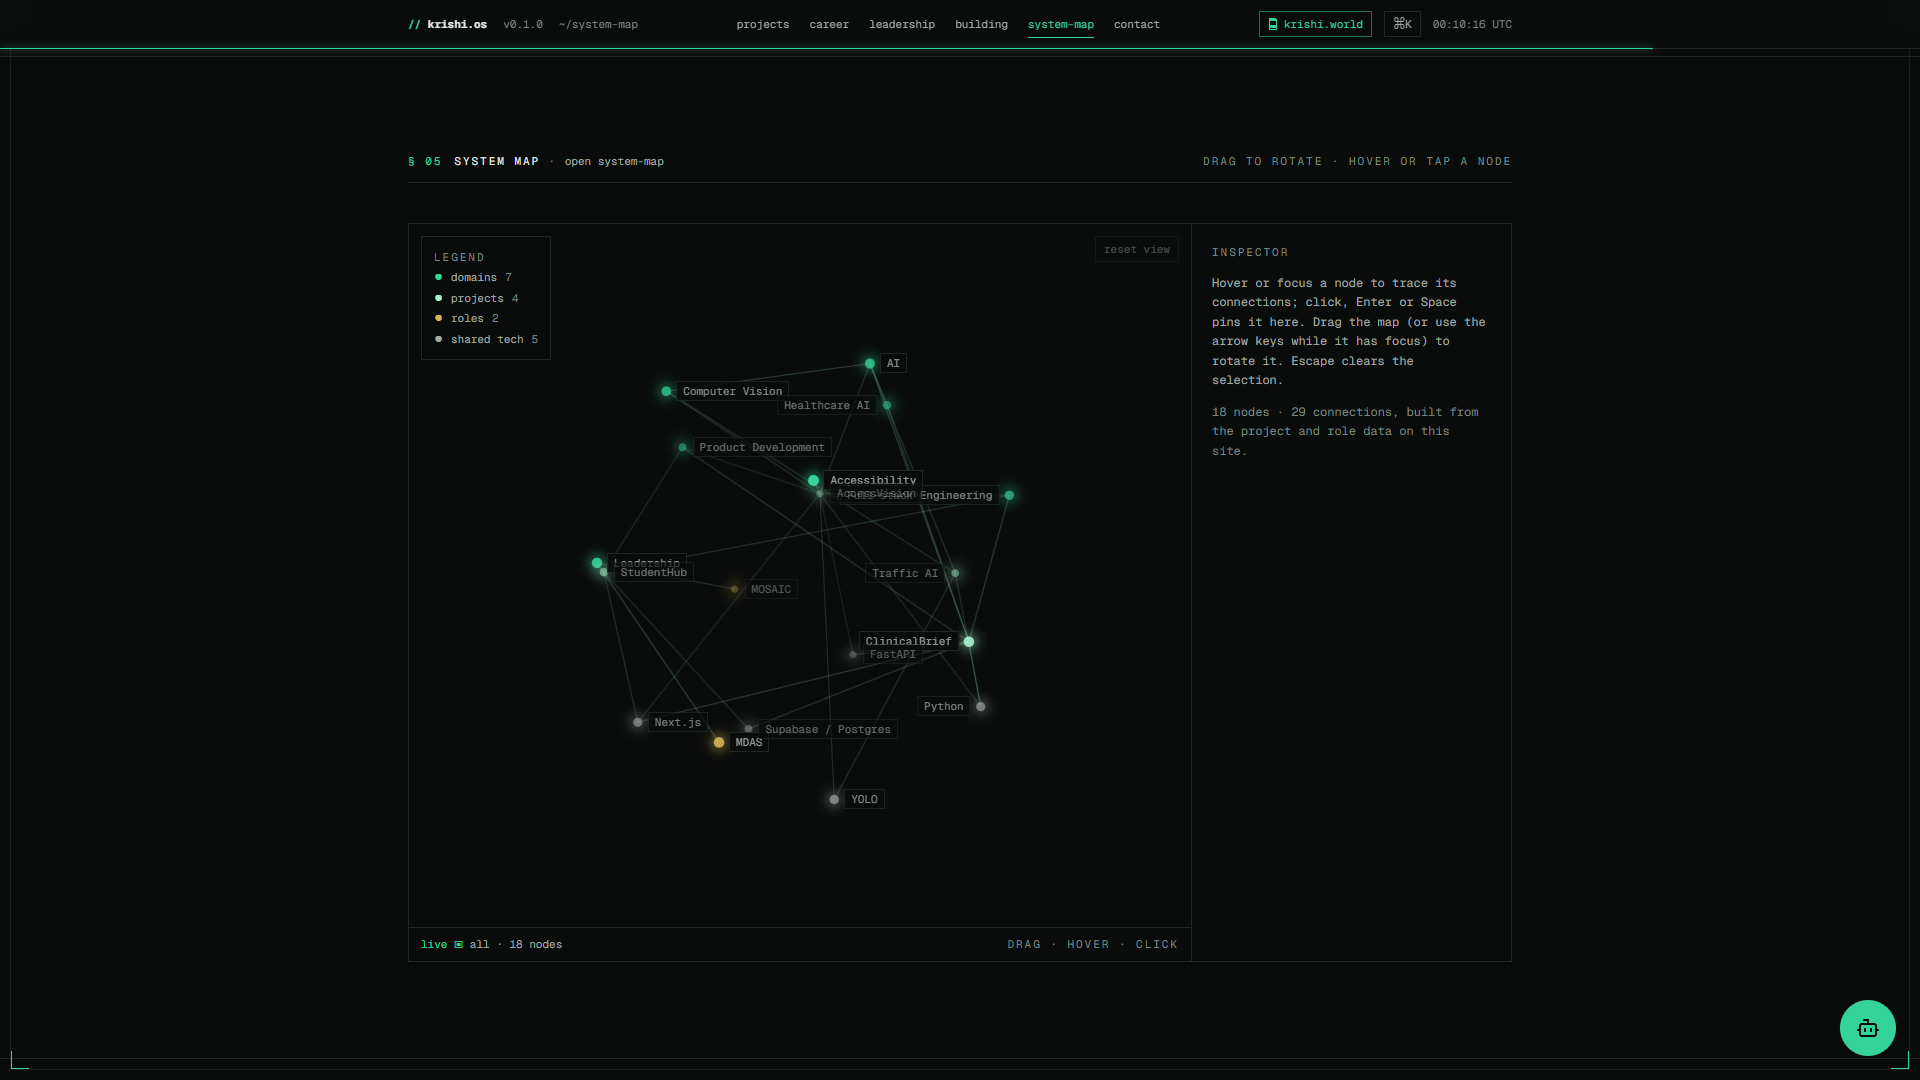 // krishi.os v0.1.0 ~/system-map
projects career leadership building system-map contact
krishi.world ⌘K 00:10:16 UTC
§ 05 SYSTEM MAP · open system-map
DRAG TO ROTATE · HOVER OR TAP A NODE
LEGEND
domains 7
projects 4
roles 2
shared tech 5
reset view
AI
Computer Vision
Healthcare AI
Product Development
Accessibility
AccessVision
Engineering
Leadership
StudentHub
Traffic AI
MOSAIC
ClinicalBrief
FastAPI
Python
Next.js
Supabase / Postgres
MDAS
YOLO
live ▣ all · 18 nodes
DRAG · HOVER · CLICK
INSPECTOR
Hover or focus a node to trace its
connections; click, Enter or Space
pins it here. Drag the map (or use the
arrow keys while it has focus) to
rotate it. Escape clears the
selection.
18 nodes · 29 connections, built from
the project and role data on this
site.